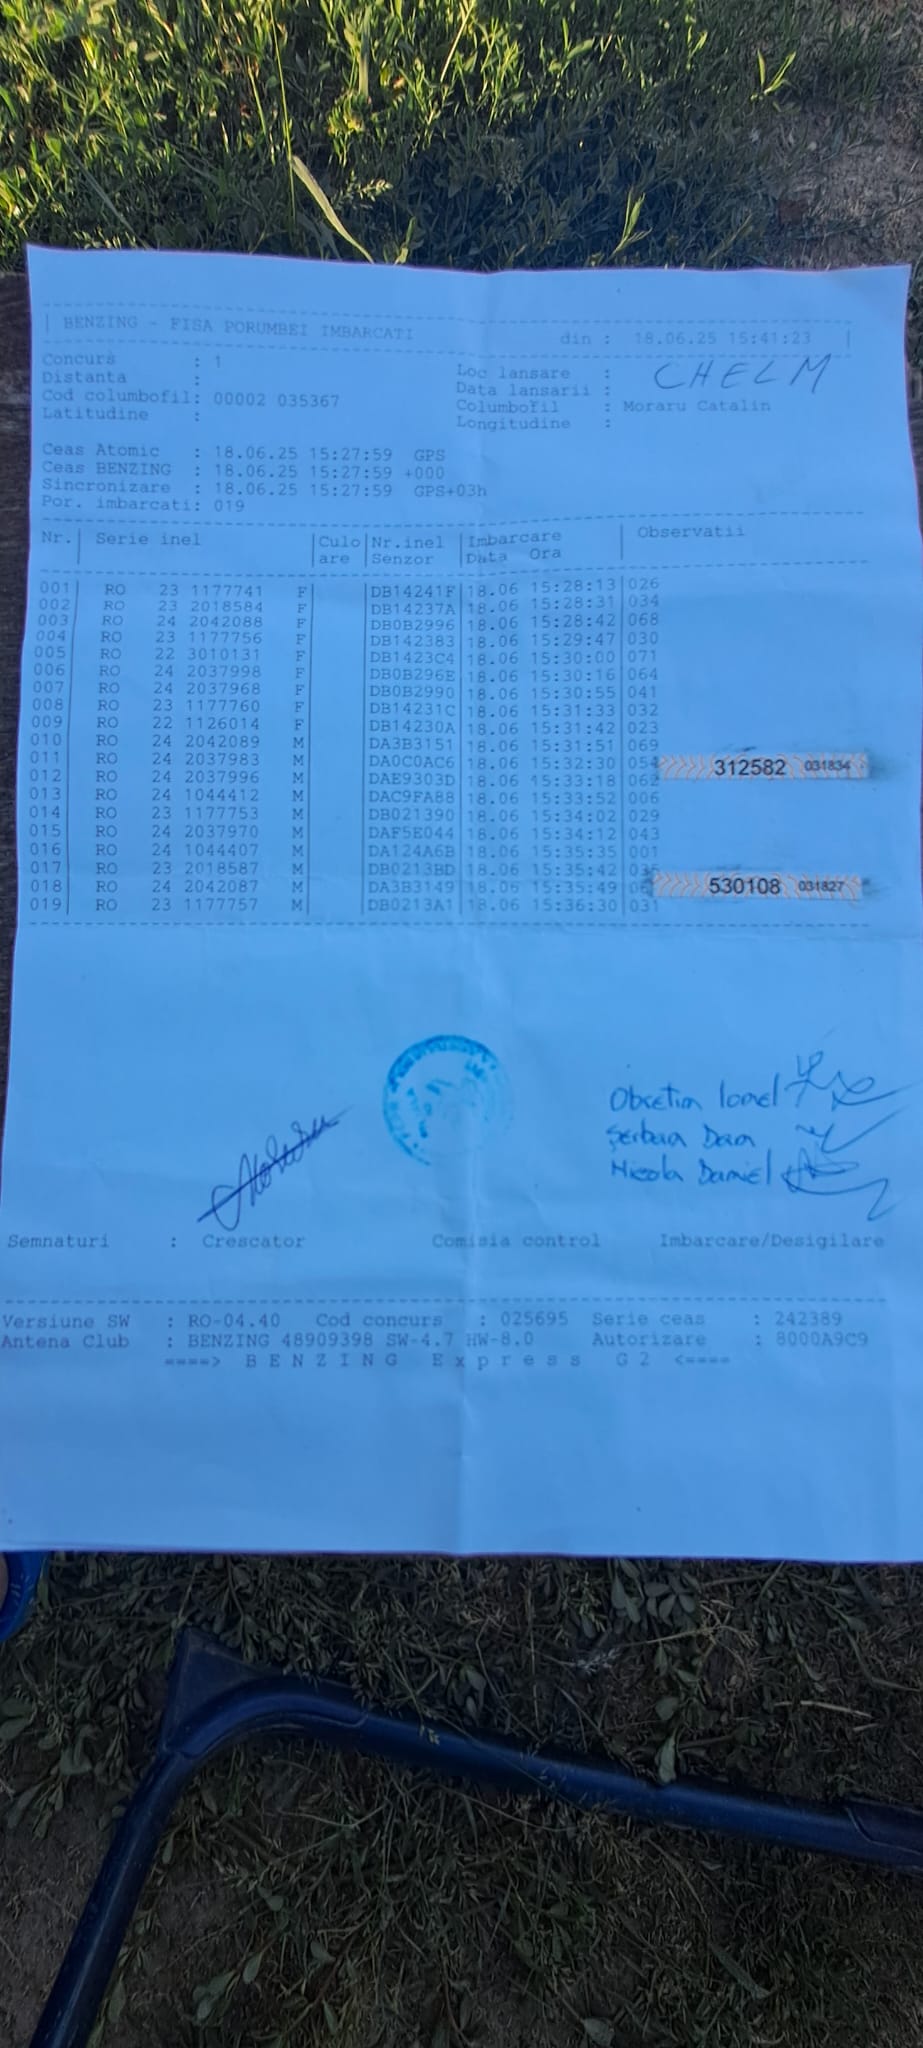 BENZING - FISA PORUMBEI IMBARCATI din : 18.06.25 15:41:23
Concurs : 1 Loc lansare : CHELM
Distanta : Data lansarii :
Cod columbofil: 00002 035367 Columbofil : Moraru Catalin
Latitudine : Longitudine :
Ceas Atomic : 18.06.25 15:27:59 GPS
Ceas BENZING : 18.06.25 15:27:59 +000
Sincronizare : 18.06.25 15:27:59 GPS+03h
Por. imbarcati: 019
Nr. Serie inel Culo Nr.inel Imbarcare Observatii
are Senzor Data Ora
001 RO 23 1177741 F DB14241F 18.06 15:28:13 026
002 RO 23 2018584 F DB14237A 18.06 15:28:31 034
003 RO 24 2042088 F DB0B2996 18.06 15:28:42 068
004 RO 23 1177756 F DB142383 18.06 15:29:47 030
005 RO 22 3010131 F DB1423C4 18.06 15:30:00 071
006 RO 24 2037998 F DB0B296E 18.06 15:30:16 064
007 RO 24 2037968 F DB0B2990 18.06 15:30:55 041
008 RO 23 1177760 F DB14231C 18.06 15:31:33 032
009 RO 22 1126014 F DB14230A 18.06 15:31:42 023
010 RO 24 2042089 M DA3B3151 18.06 15:31:51 069
011 RO 24 2037983 M DA0C0AC6 18.06 15:32:30 054 312582 031834
012 RO 24 2037996 M DAE9303D 18.06 15:33:18 062
013 RO 24 1044412 M DAC9FA88 18.06 15:33:52 006
014 RO 23 1177753 M DB021390 18.06 15:34:02 029
015 RO 24 2037970 M DAF5E044 18.06 15:34:12 043
016 RO 24 1044407 M DA124A6B 18.06 15:35:35 001
017 RO 23 2018587 M DB0213BD 18.06 15:35:42
018 RO 24 2042087 M DA3B3149 18.06 15:35:49 530108 031827
019 RO 23 1177757 M DB0213A1 18.06 15:36:30 031
Obretin Ionel
Șerban Dan
Nicola Daniel
Semnaturi : Crescator Comisia control Imbarcare/Desigilare
Versiune SW : RO-04.40 Cod concurs : 025695 Serie ceas : 242389
Antena Club : BENZING 48909398 SW-4.7 HW-8.0 Autorizare : 8000A9C9
====> B E N Z I N G E x p r e s s G 2 <====